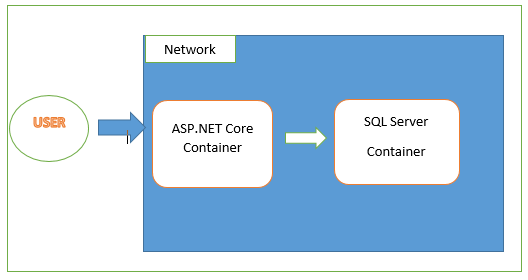 Network
USER
ASP.NET Core
Container
SQL Server
Container